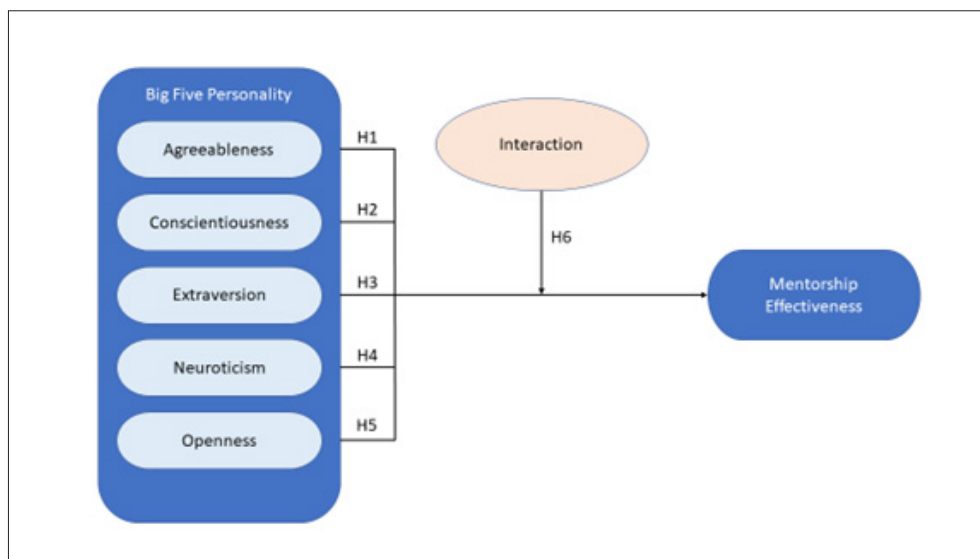 Big Five Personality
Agreeableness
H1
Conscientiousness
H2
Extraversion
H3
Neuroticism
H4
Openness
H5
Interaction
H6
Mentorship
Effectiveness